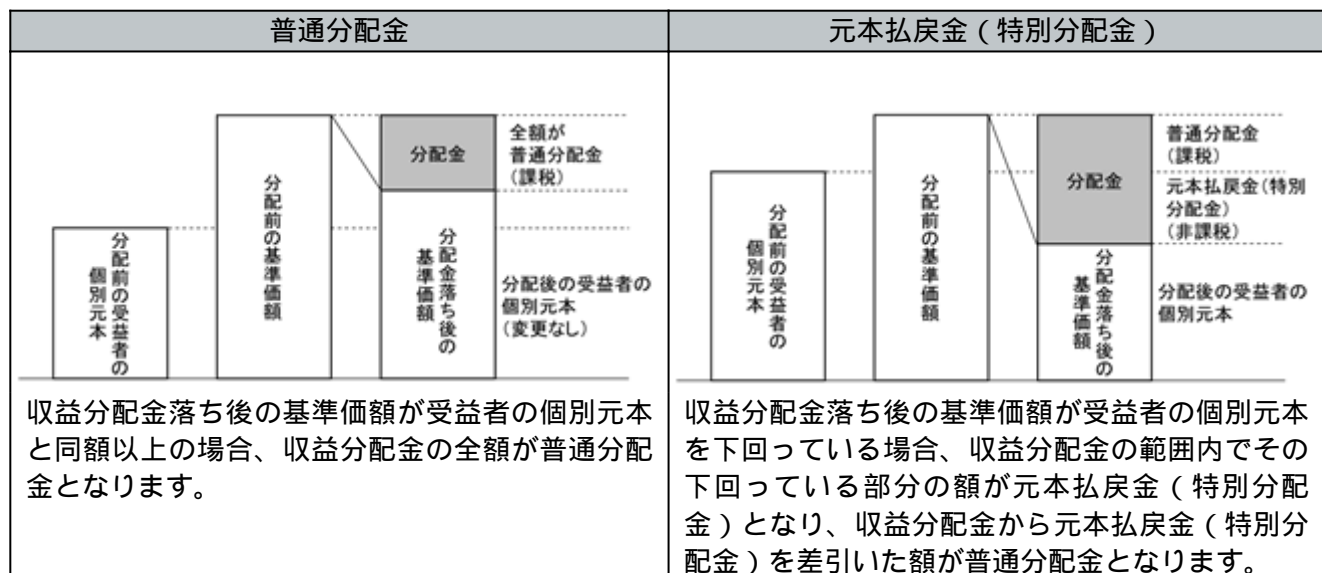 普通分配金
分配前の受益者の
個別元本
分配前の基準価額
分配金
分配金落ち後の
基準価額
全額が
普通分配金
(課税)
分配後の受益者の
個別元本
(変更なし)
収益分配金落ち後の基準価額が受益者の個別元本
と同額以上の場合、収益分配金の全額が普通分配
金となります。
元本払戻金(特別分配金)
分配前の受益者の
個別元本
分配前の基準価額
分配金
分配金落ち後の
基準価額
普通分配金
(課税)
元本払戻金(特別
分配金)
(非課税)
分配後の受益者の
個別元本
収益分配金落ち後の基準価額が受益者の個別元本
を下回っている場合、収益分配金の範囲内でその
下回っている部分の額が元本払戻金(特別分配
金)となり、収益分配金から元本払戻金(特別分
配金)を差引いた額が普通分配金となります。